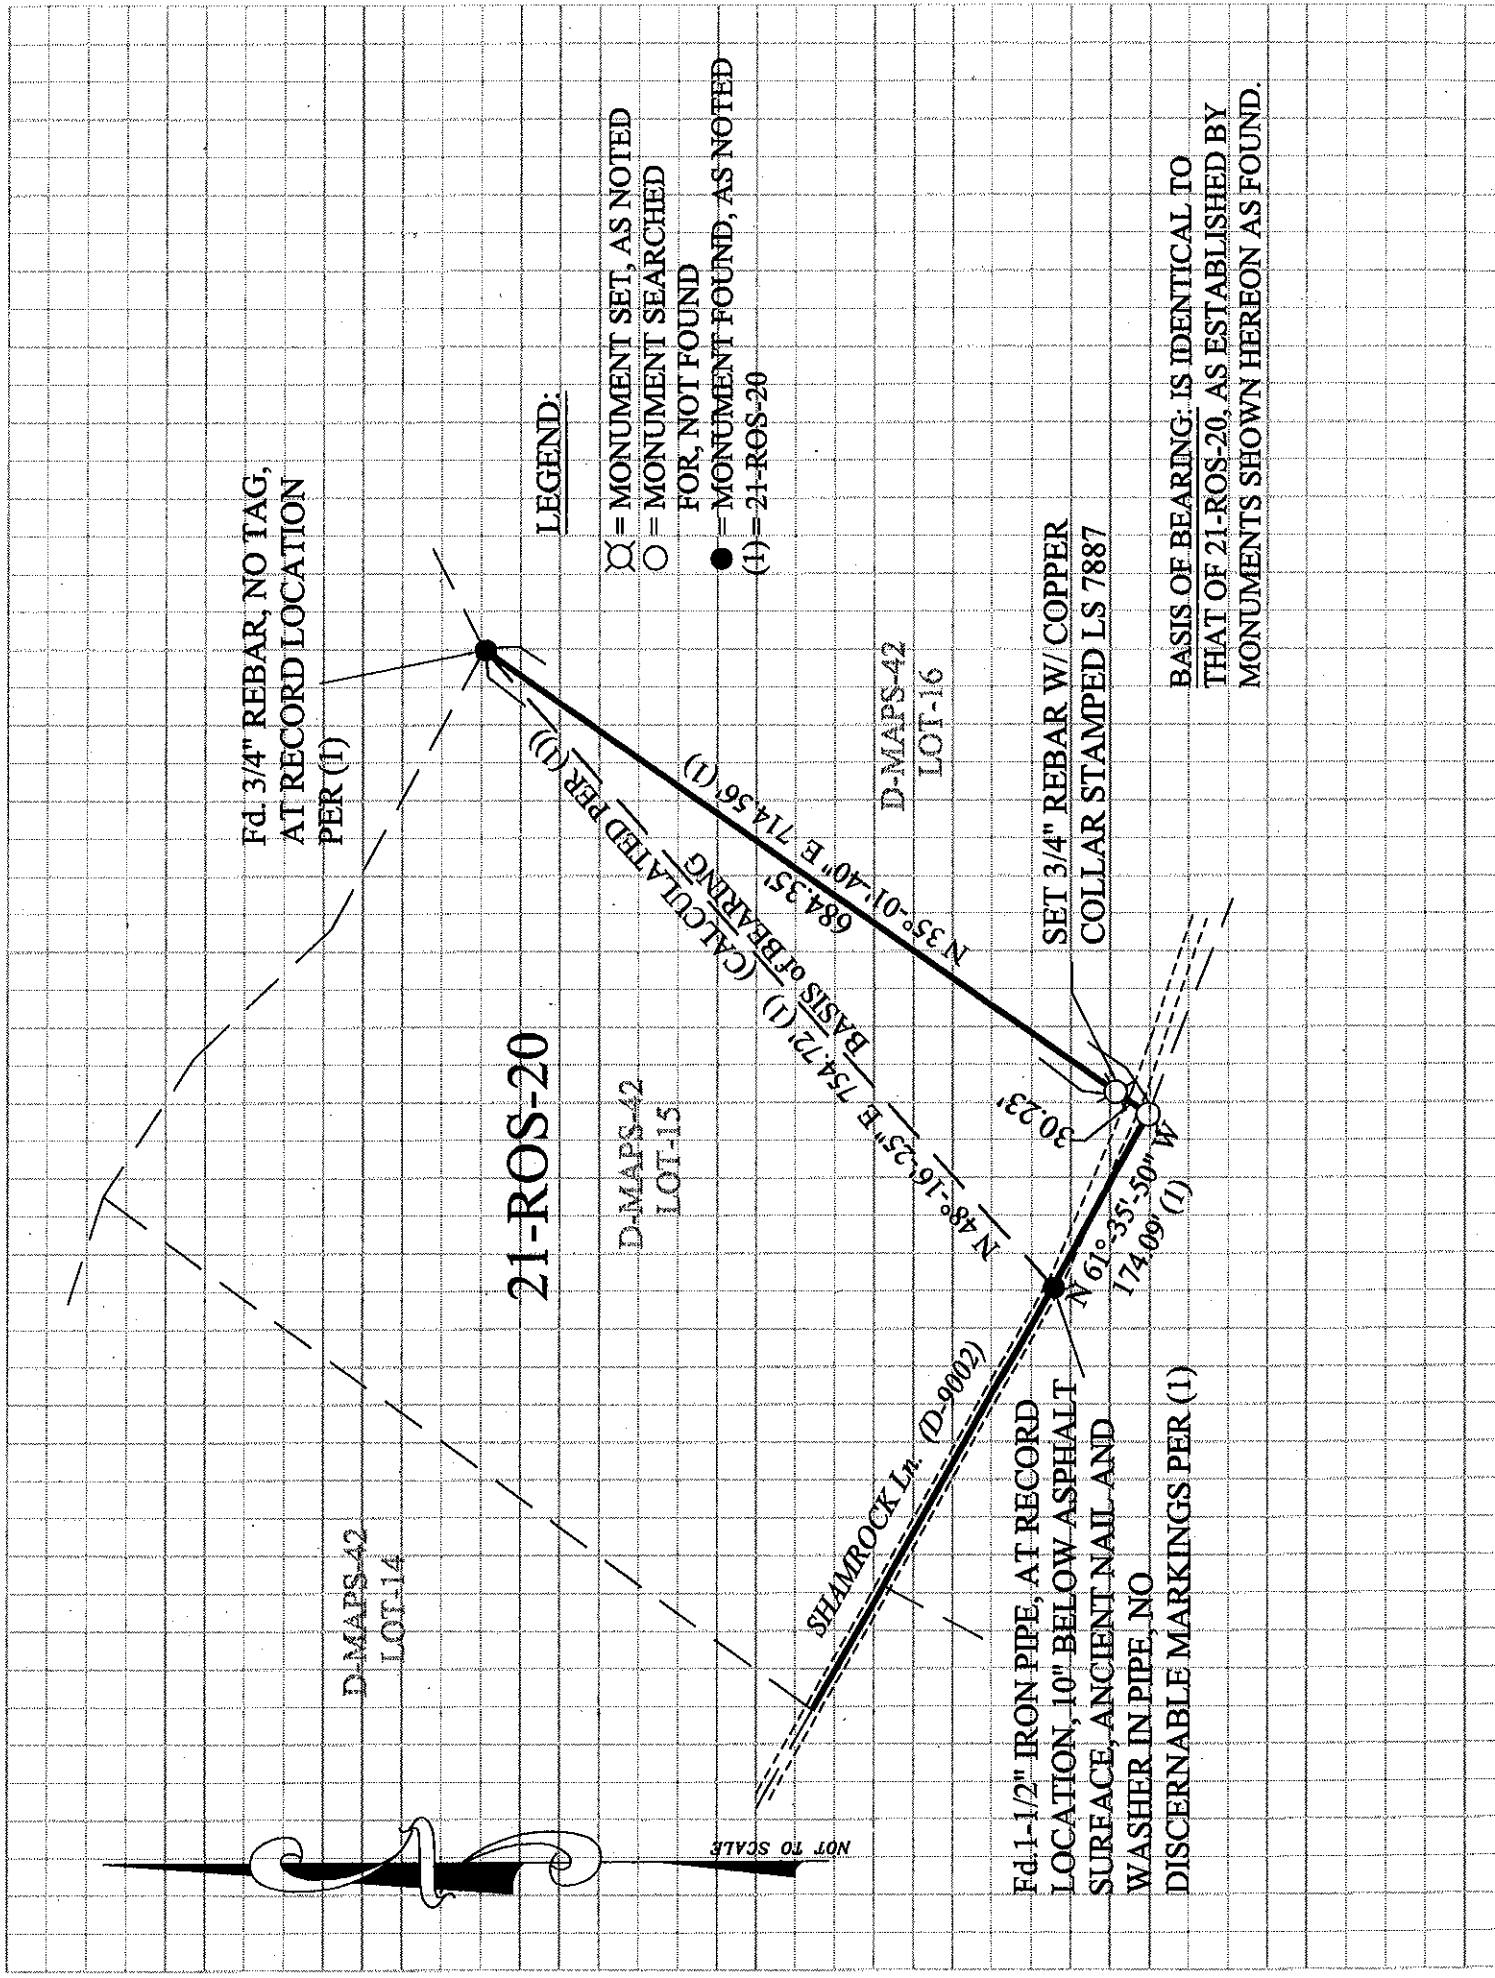 Fd. 3/4" REBAR, NO TAG,
AT RECORD LOCATION
PER (1)
LEGEND:
= MONUMENT SET, AS NOTED
= MONUMENT SEARCHED
FOR, NOT FOUND
= MONUMENT FOUND, AS NOTED
(1) = 21-ROS-20
D-MAPS-42
LOT-14
21-ROS-20
D-MAPS-42
LOT-15
N 48°-16'-25" E 754.72' (1) (CALCULATED PER (1))
BASIS of BEARING
684.35'
N 35°-01'-40" E 714.56' (1)
D-MAPS-42
LOT-16
NOT TO SCALE
SHAMROCK Ln. (D-9002)
30.23'
N 61°-35'-50" W
174.09' (1)
SET 3/4" REBAR W/ COPPER
COLLAR STAMPED LS 7887
Fd.1-1/2" IRON PIPE, AT RECORD
LOCATION, 10" BELOW ASPHALT
SURFACE, ANCIENT NAIL AND
WASHER IN PIPE, NO
DISCERNABLE MARKINGS PER (1)
BASIS OF BEARING: IS IDENTICAL TO
THAT OF 21-ROS-20, AS ESTABLISHED BY
MONUMENTS SHOWN HEREON AS FOUND.